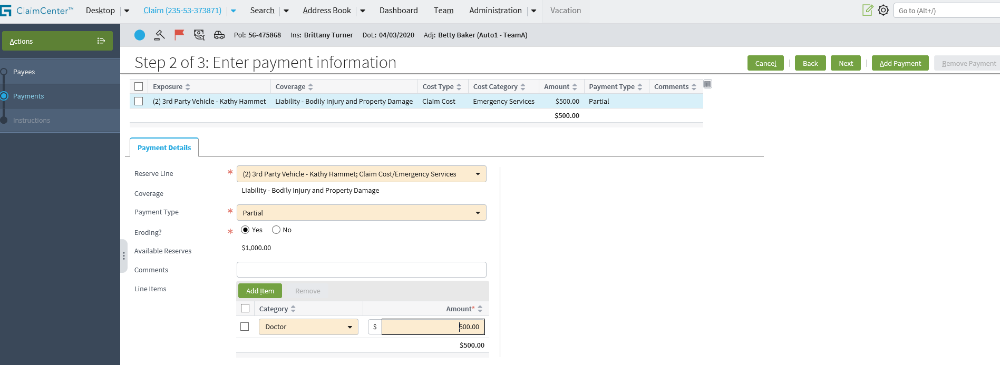 ClaimCenter™ Desktop Claim (235-53-373871) Search Address Book Dashboard Team Administration Vacation Go to (Alt+/)
Actions
Pol: 56-475868 Ins: Brittany Turner DoL: 04/03/2020 Adj: Betty Baker (Auto1 - TeamA)
Payees
Payments
Instructions
Step 2 of 3: Enter payment information
Cancel Back Next Add Payment Remove Payment
Exposure Coverage Cost Type Cost Category Amount Payment Type Comments
(2) 3rd Party Vehicle - Kathy Hammet Liability - Bodily Injury and Property Damage Claim Cost Emergency Services $500.00 Partial
$500.00
Payment Details
Reserve Line * (2) 3rd Party Vehicle - Kathy Hammet; Claim Cost/Emergency Services
Coverage Liability - Bodily Injury and Property Damage
Payment Type * Partial
Eroding? * Yes No
Available Reserves $1,000.00
Comments
Line Items Add Item Remove
Category Amount*
Doctor $ 500.00
$500.00